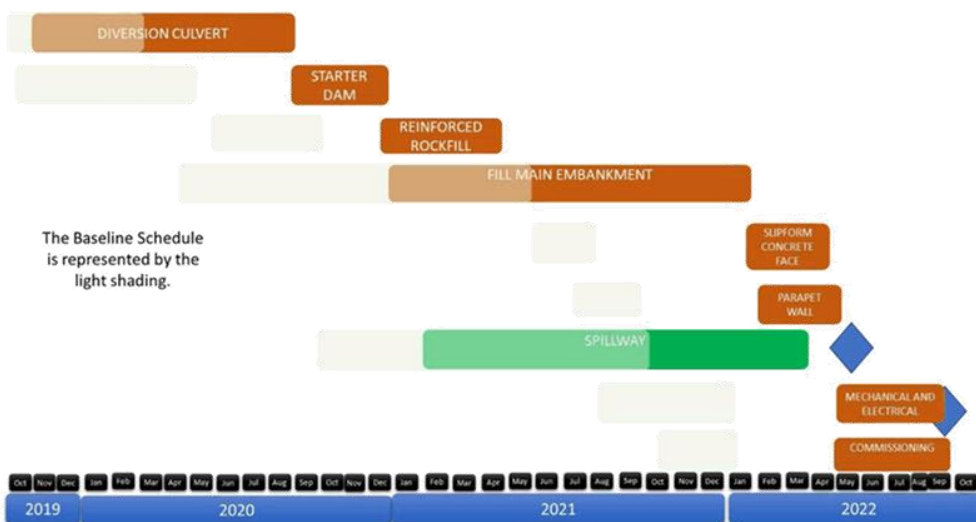 DIVERSION CULVERT
STARTER
DAM
REINFORCED
ROCKFILL
FILL MAIN EMBANKMENT
The Baseline Schedule
is represented by the
light shading.
SLIPFORM
CONCRETE
FACE
PARAPET
WALL
SPILLWAY
MECHANICAL AND
ELECTRICAL
COMMISSIONING
Oct Nov Dec Jan Feb Mar Apr May Jun Jul Aug Sep Oct Nov Dec Jan Feb Mar Apr May Jun Jul Aug Sep Oct Nov Dec Jan Feb Mar Apr May Jun Jul Aug Sep Oct
2019 2020 2021 2022